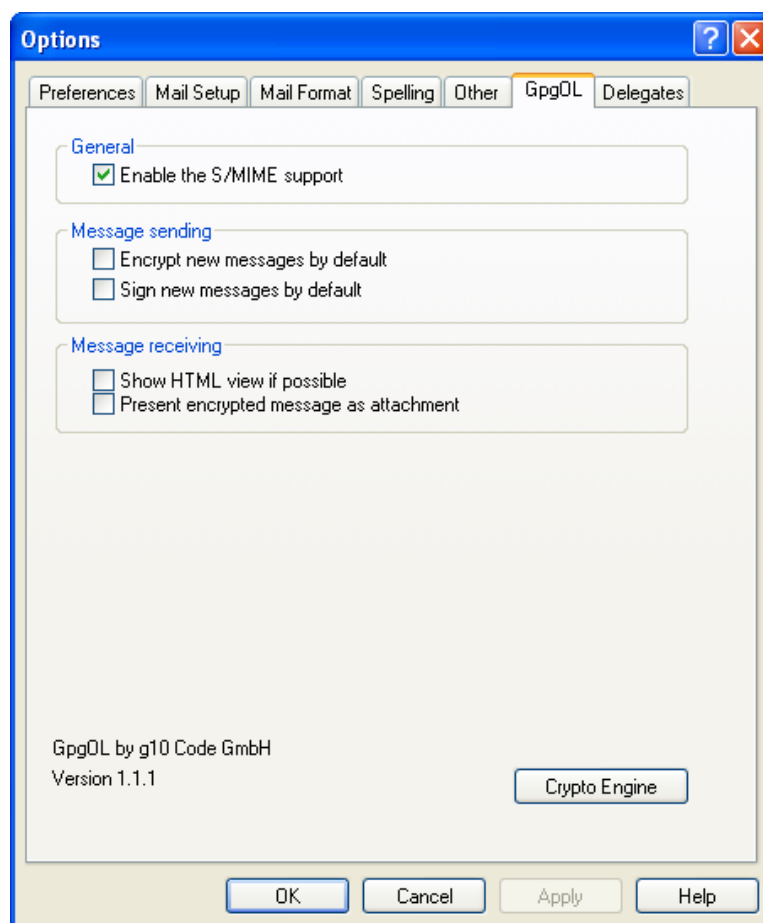 Options
Preferences Mail Setup Mail Format Spelling Other GpgOL Delegates
General
Enable the S/MIME support
Message sending
Encrypt new messages by default
Sign new messages by default
Message receiving
Show HTML view if possible
Present encrypted message as attachment
GpgOL by g10 Code GmbH
Version 1.1.1
Crypto Engine
OK Cancel Apply Help